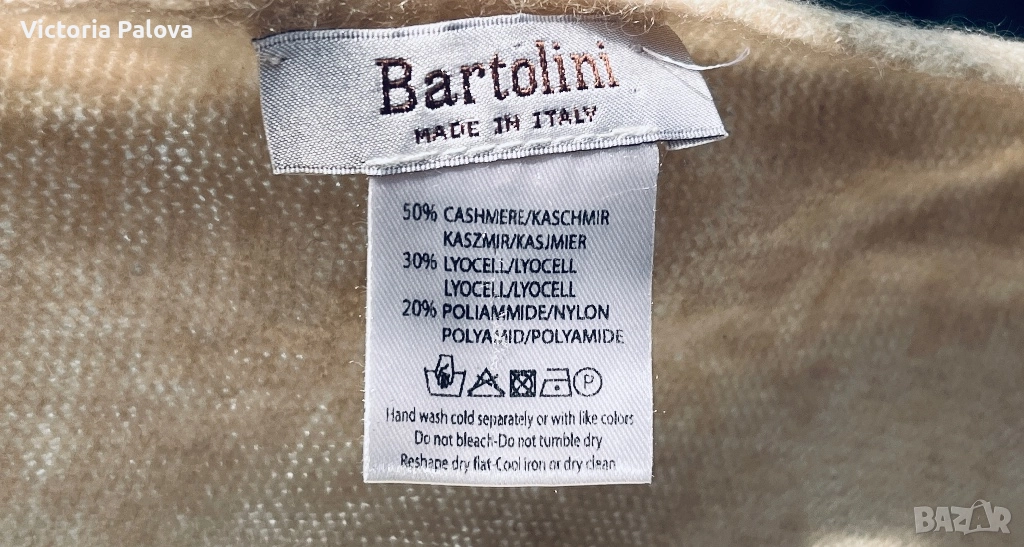 Victoria Palova
Bartolini
MADE IN ITALY
50% CASHMERE/KASCHMIR
KASZMIR/KASJMIER
30% LYOCELL/LYOCELL
LYOCELL/LYOCELL
20% POLIAMMIDE/NYLON
POLYAMID/POLYAMIDE
P
Hand wash cold separately or with like colors
Do not bleach-Do not tumble dry
Reshape dry flat-Cool iron or dry clean
BAZAR